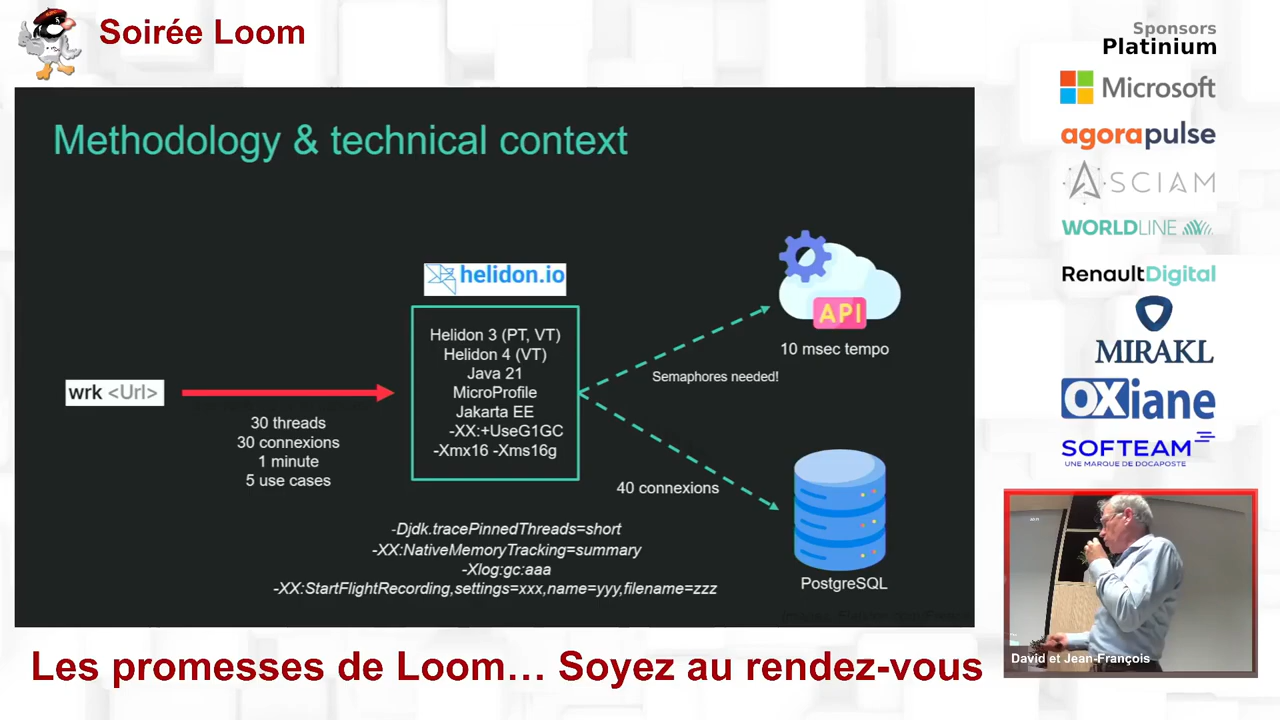 Soirée Loom
Sponsors
Platinium
Microsoft
agorapulse
ASCIAM
WORLDLINE
RenaultDigital
MIRAKL
OXiane
SOFTEAM
UNE MARQUE DE DOCAPOSTE
Methodology & technical context
helidon.io
Helidon 3 (PT, VT)
Helidon 4 (VT)
Java 21
MicroProfile
Jakarta EE
-XX:+UseG1GC
-Xmx16 -Xms16g
wrk <Url>
30 threads
30 connexions
1 minute
5 use cases
API
10 msec tempo
Semaphores needed!
40 connexions
PostgreSQL
-Djdk.tracePinnedThreads=short
-XX:NativeMemoryTracking=summary
-Xlog:gc:aaa
-XX:StartFlightRecording,settings=xxx,name=yyy,filename=zzz
David et Jean-François
Les promesses de Loom… Soyez au rendez-vous